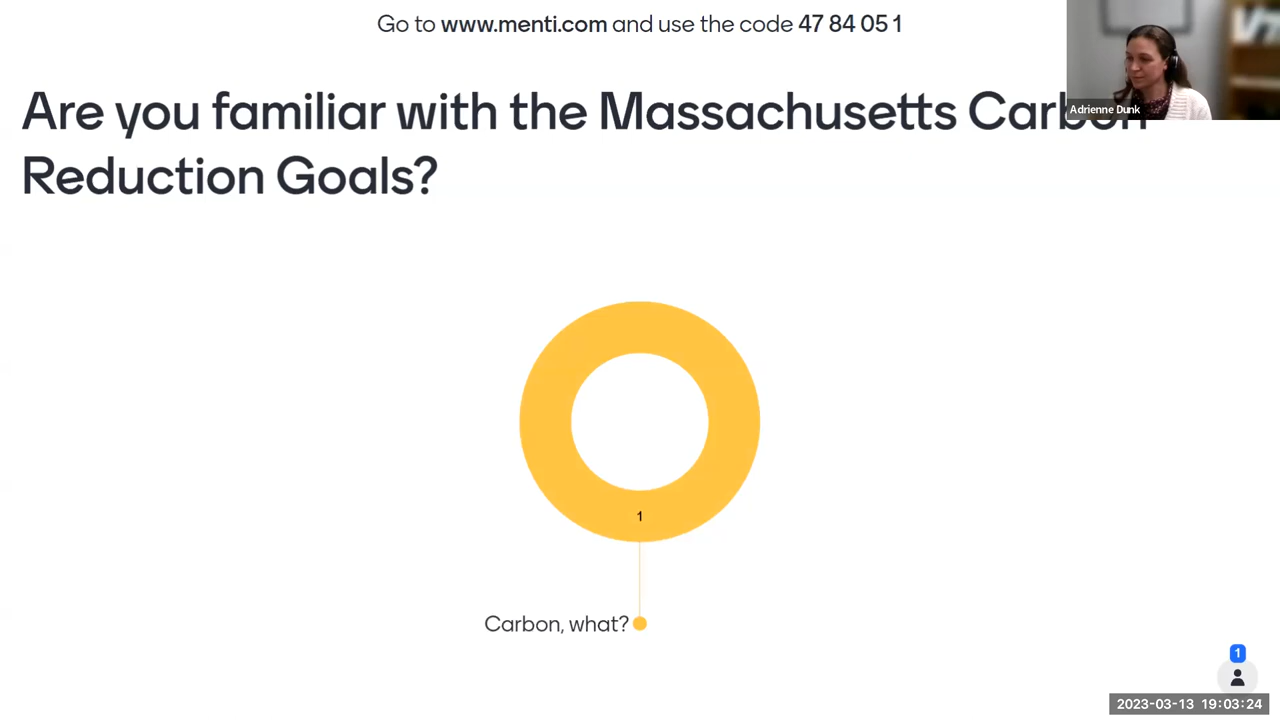 Go to www.menti.com and use the code 47 84 05 1
Adrienne Dunk
Are you familiar with the Massachusetts Carbon
Reduction Goals?
1
Carbon, what?
1
2023-03-13 19:03:24